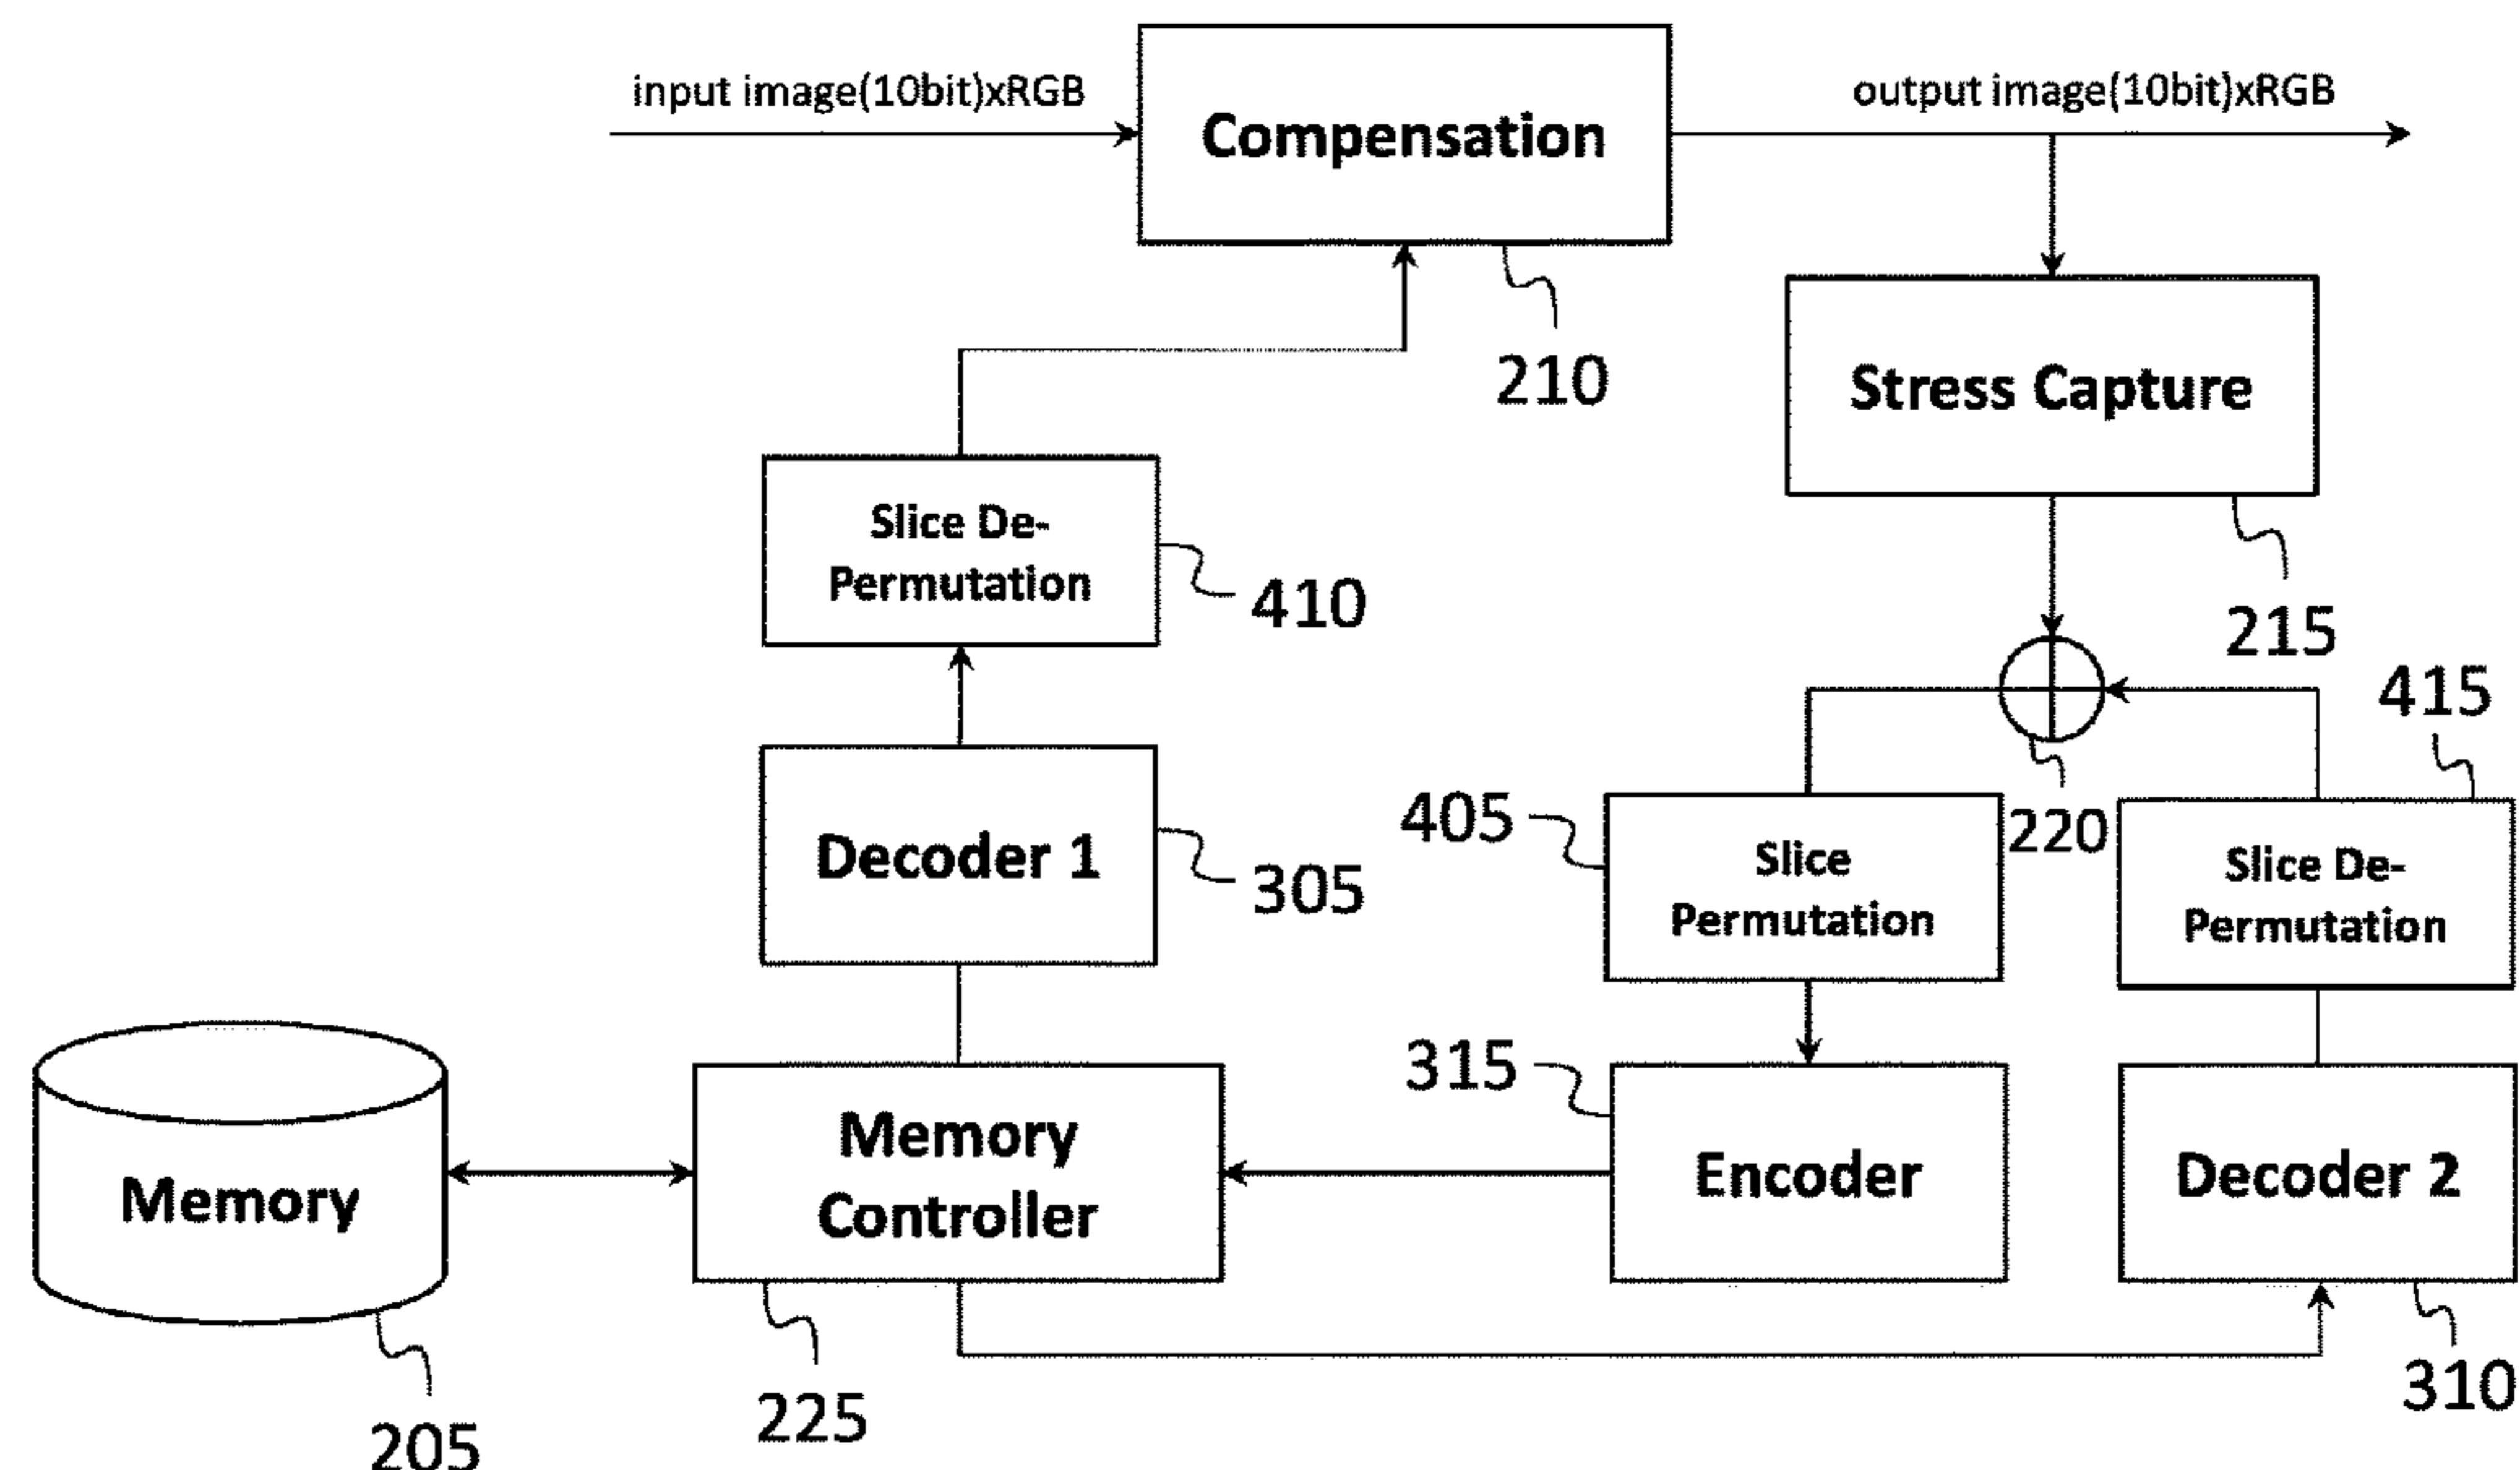 input image(10bit)xRGB
Compensation
output image(10bit)xRGB
210
Stress Capture
215
Slice De-
Permutation
410
415
220
Decoder 1
305
405
Slice
Permutation
Slice De-
Permutation
315
Memory
Memory
Controller
Encoder
Decoder 2
205
225
310